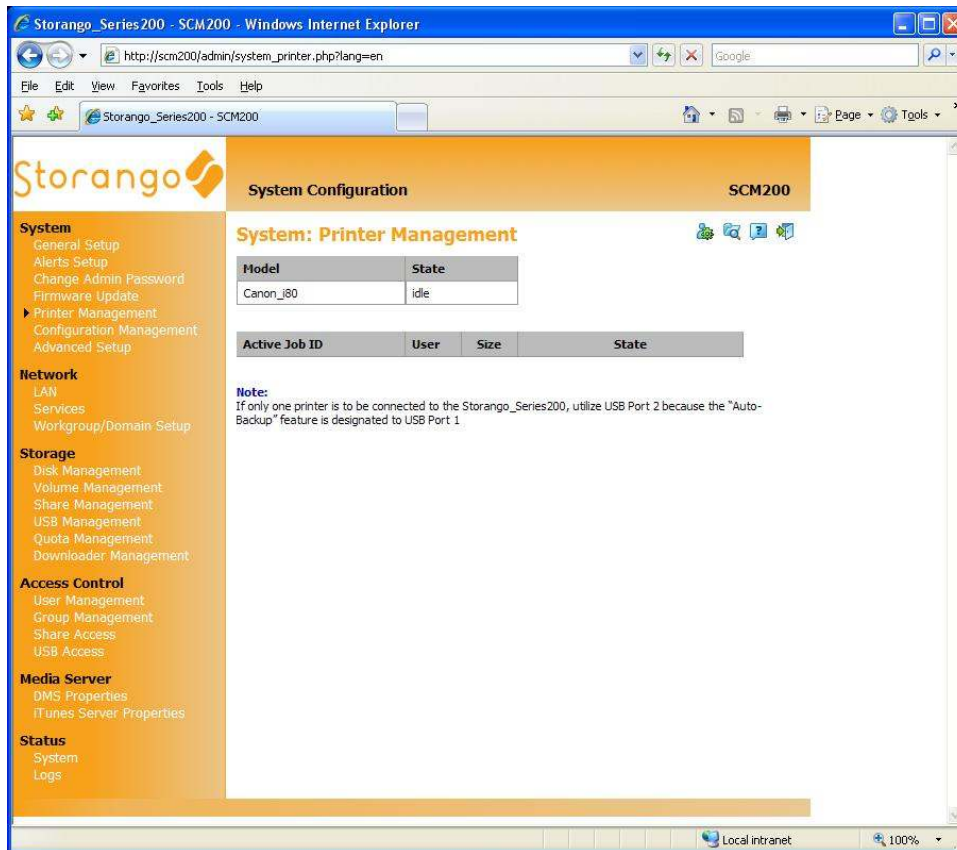 Storango_Series200 - SCM200 - Windows Internet Explorer
http://scm200/admin/system_printer.php?lang=en
Google
File Edit View Favorites Tools Help
Storango_Series200 - SCM200
Page Tools
Storango
System Configuration SCM200
System
General Setup
Alerts Setup
Change Admin Password
Firmware Update
Printer Management
Configuration Management
Advanced Setup
Network
LAN
Services
Workgroup/Domain Setup
Storage
Disk Management
Volume Management
Share Management
USB Management
Quota Management
Downloader Management
Access Control
User Management
Group Management
Share Access
USB Access
Media Server
DMS Properties
iTunes Server Properties
Status
System
Logs
System: Printer Management
Model State
Canon_i80 idle
Active Job ID User Size State
Note:
If only one printer is to be connected to the Storango_Series200, utilize USB Port 2 because the "Auto-
Backup" feature is designated to USB Port 1
Local intranet 100%